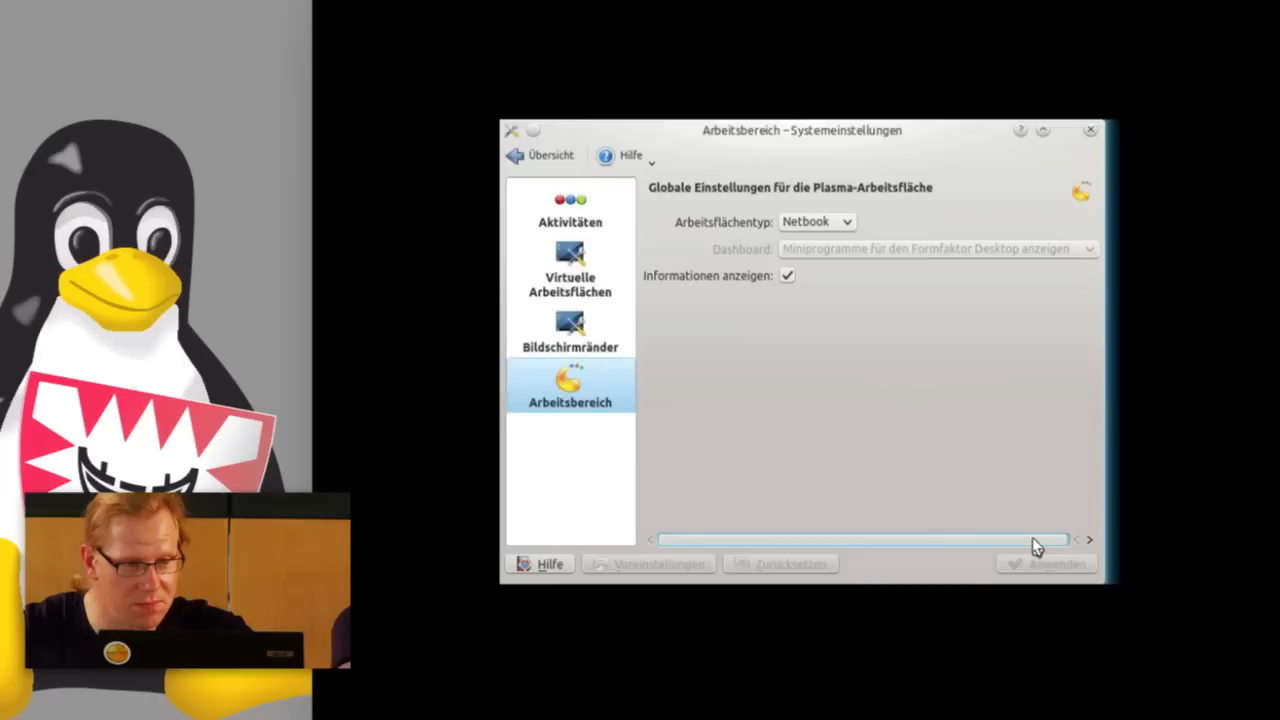 Arbeitsbereich – Systemeinstellungen
Übersicht
Hilfe
Aktivitäten
Virtuelle
Arbeitsflächen
Bildschirmränder
Arbeitsbereich
Globale Einstellungen für die Plasma-Arbeitsfläche
Arbeitsflächentyp: Netbook
Dashboard: Miniprogramme für den Formfaktor Desktop anzeigen
Informationen anzeigen:
Hilfe
Voreinstellungen
Zurücksetzen
Anwenden